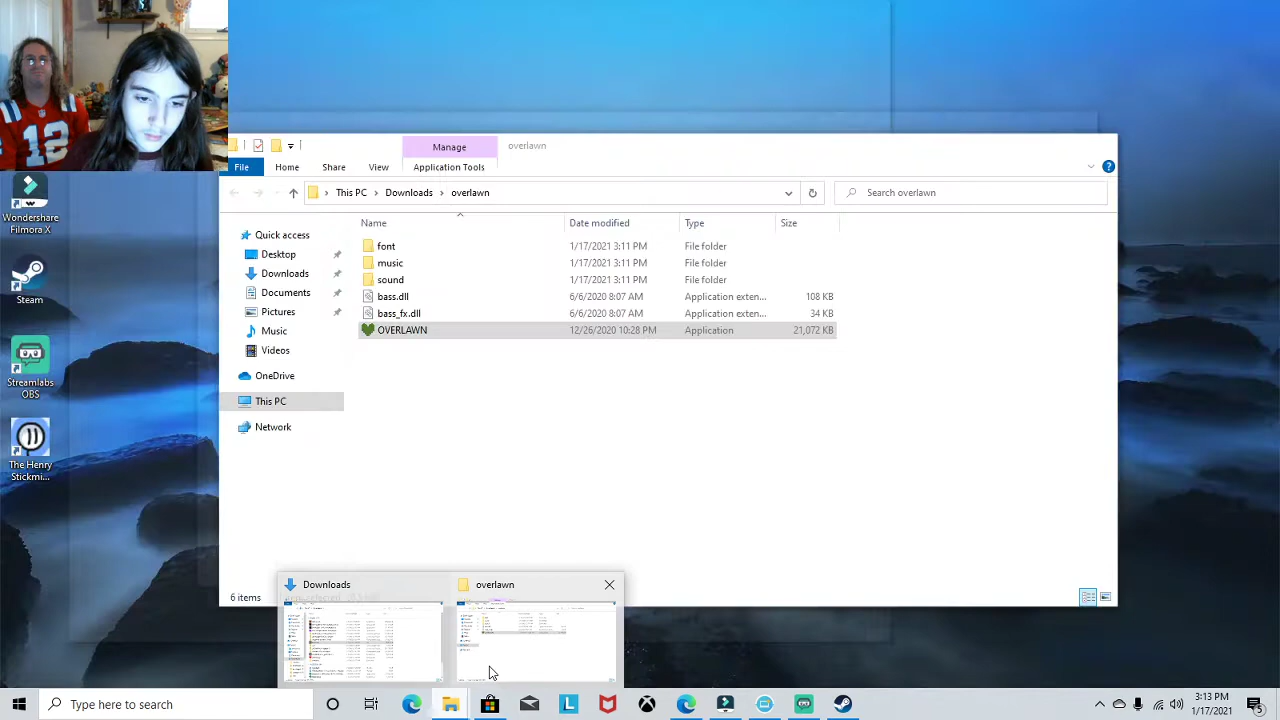 12
Manage
overlawn
File
Home
Share
View
Application Tools
This PC
Downloads
overlawn
Search overlawn
Name
Date modified
Type
Size
font
1/17/2021 3:11 PM
File folder
music
1/17/2021 3:11 PM
File folder
sound
1/17/2021 3:11 PM
File folder
bass.dll
6/6/2020 8:07 AM
Application exten...
108 KB
bass_fx.dll
6/6/2020 8:07 AM
Application exten...
34 KB
OVERLAWN
12/26/2020 10:28 PM
Application
21,072 KB
Quick access
Desktop
Downloads
Documents
Pictures
Music
Videos
OneDrive
This PC
Network
Wondershare
Filmora X
Steam
Streamlabs
OBS
The Henry
Stickmi...
6 items
Downloads
overlawn
Type here to search
3:13 PM
1/17/2021
5